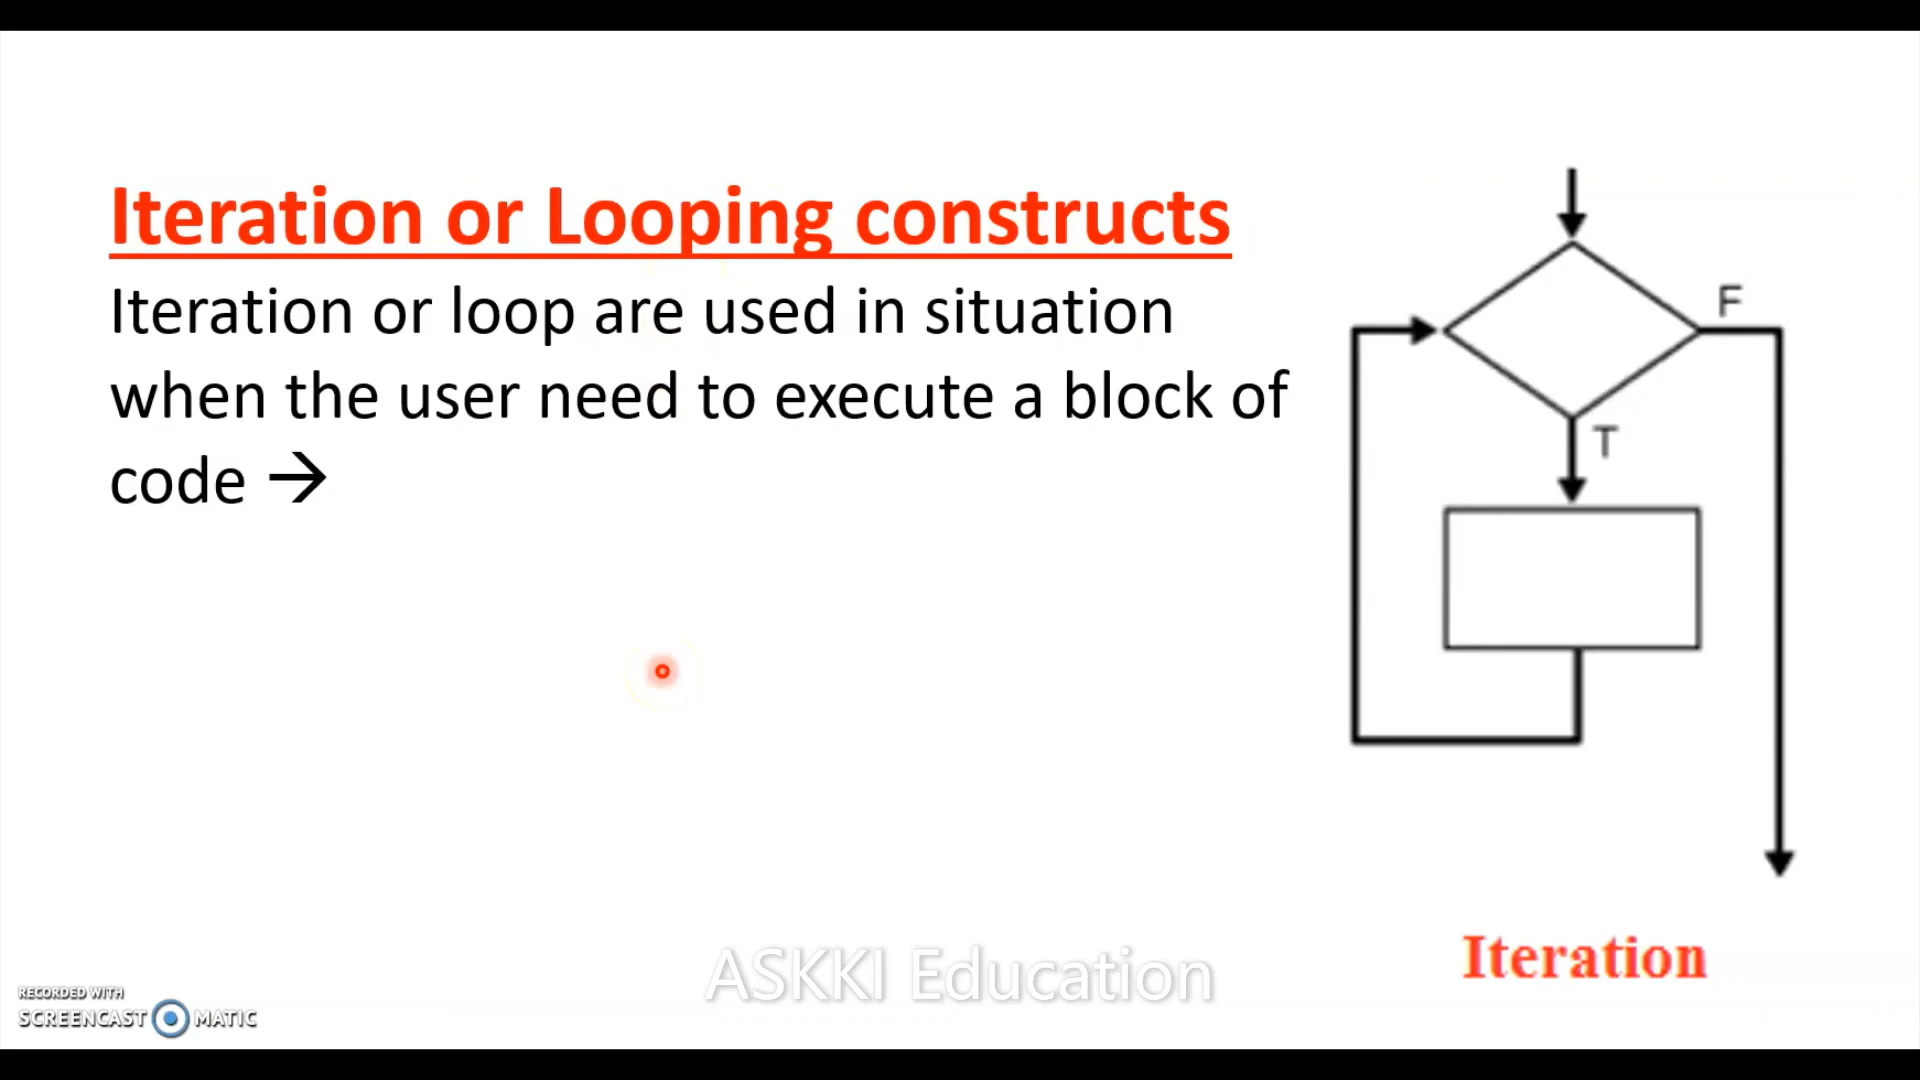 Iteration or Looping constructs
Iteration or loop are used in situation
when the user need to execute a block of
code →
F
T
Iteration
ASKKI Education
RECORDED WITH
SCREENCAST MATIC